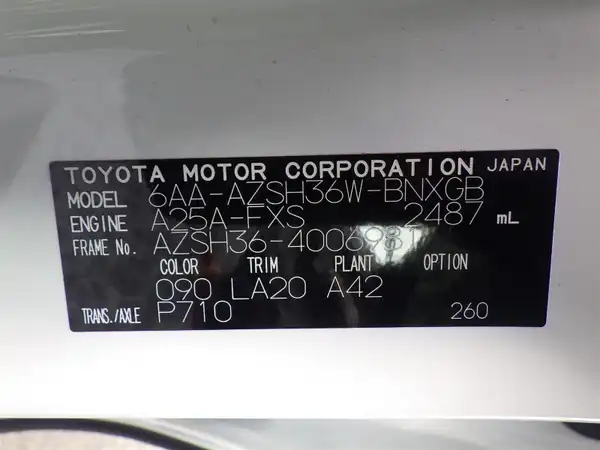 TOYOTA MOTOR CORPORATION JAPAN
MODEL 6AA-AZSH36W-BNXGB
ENGINE A25A-FXS 2487 mL
FRAME No. AZSH36-4006981
COLOR TRIM PLANT OPTION
090 LA20 A42
TRANS./AXLE P710 260